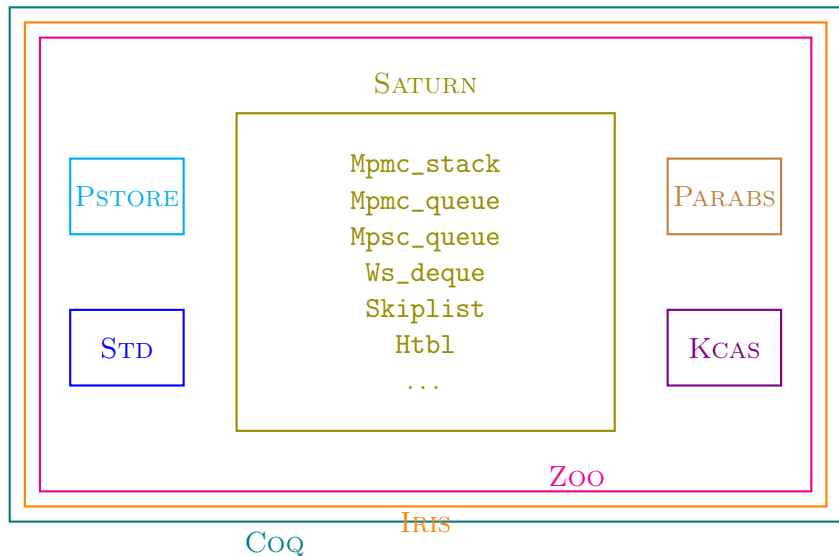 SATURN
Mpmc_stack
Mpmc_queue
Mpsc_queue
Ws_deque
Skiplist
Htbl
...
PSTORE
PARABS
STD
KCAS
ZOO
IRIS
COQ